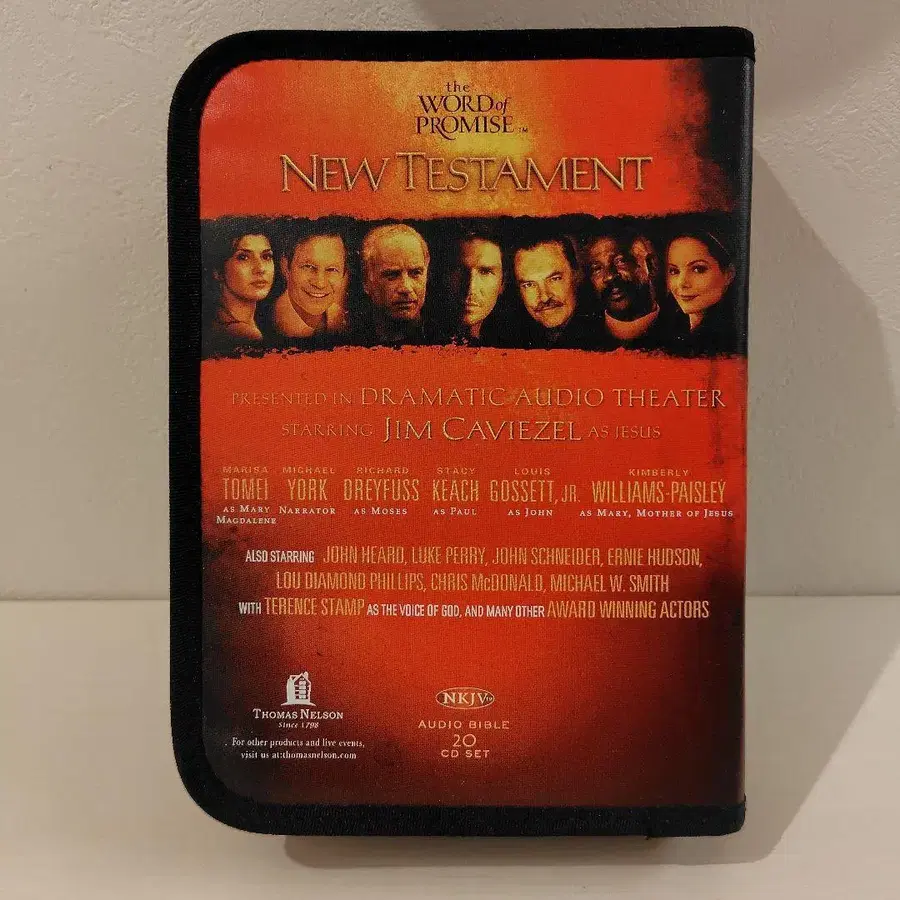 the
WORD of
PROMISE™
NEW TESTAMENT
PRESENTED IN DRAMATIC AUDIO THEATER
STARRING JIM CAVIEZEL AS JESUS
MARISA TOMEI AS MARY MAGDALENE
MICHAEL YORK NARRATOR
RICHARD DREYFUSS AS MOSES
STACY KEACH AS PAUL
LOUIS GOSSETT, JR. AS JOHN
KIMBERLY WILLIAMS-PAISLEY AS MARY, MOTHER OF JESUS
ALSO STARRING JOHN HEARD, LUKE PERRY, JOHN SCHNEIDER, ERNIE HUDSON,
LOU DIAMOND PHILLIPS, CHRIS McDONALD, MICHAEL W. SMITH
WITH TERENCE STAMP AS THE VOICE OF GOD, AND MANY OTHER AWARD WINNING ACTORS
THOMAS NELSON
Since 1798
For other products and live events,
visit us at:thomasnelson.com
NKJV™
AUDIO BIBLE
20
CD SET